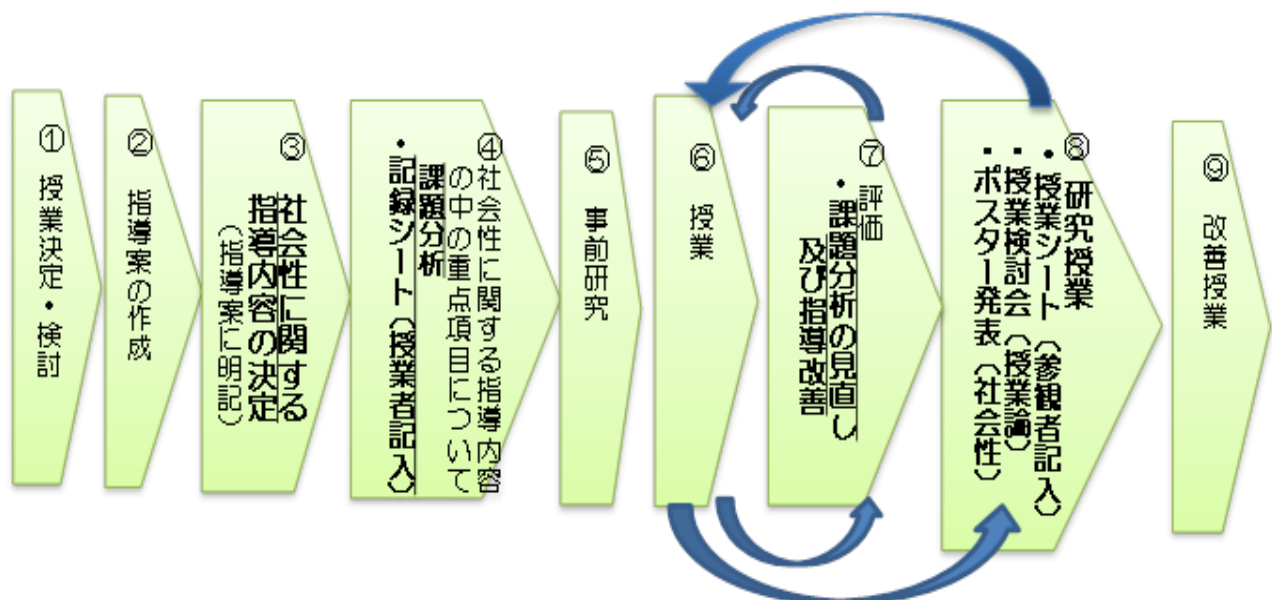 ① 授業決定・検討
② 指導案の作成
③ 社会性に関する
指導内容の決定
（指導案に明記）
④社会性に関する指導内容
の中の重点項目について
課題分析
・記録シート（授業者記入）
⑤ 事前研究
⑥ 授業
⑦ 評価
・課題分析の見直し
及び指導改善
⑧ 研究授業
・授業シート（参観者記入）
・授業検討会（授業論）
・ポスター発表（社会性）
⑨ 改善授業